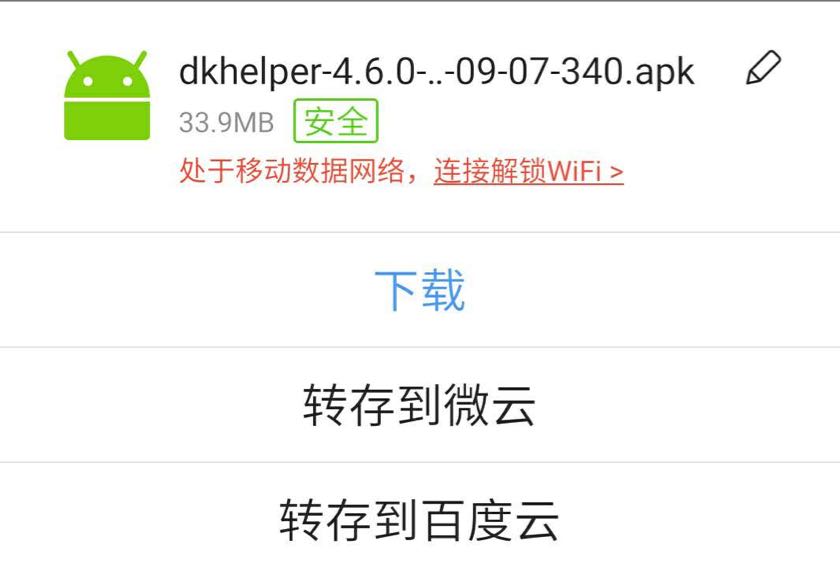 dkhelper-4.6.0-..-09-07-340.apk
33.9MB 安全
处于移动数据网络，连接解锁WiFi >
下载
转存到微云
转存到百度云